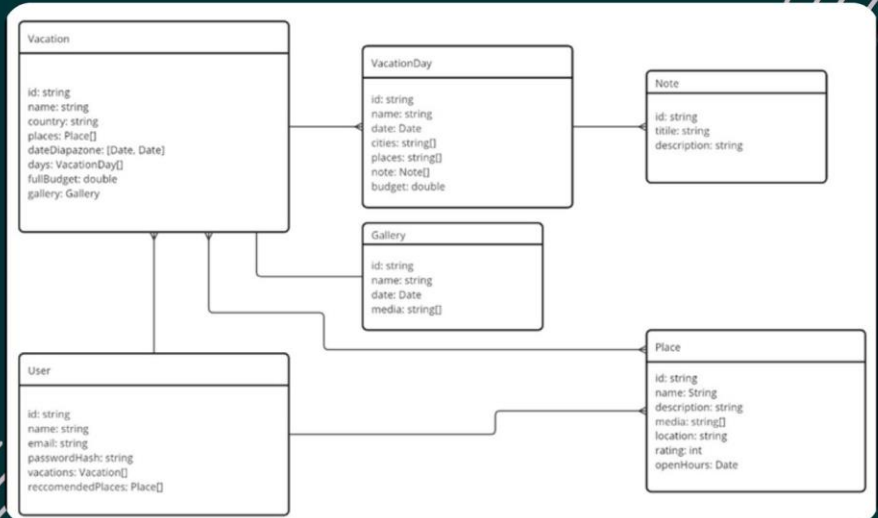 Vacation
id: string
name: string
country: string
places: Place[]
dateDiapazone: [Date, Date]
days: VacationDay[]
fullBudget: double
gallery: Gallery
VacationDay
id: string
name: string
date: Date
cities: string[]
places: string[]
note: Note[]
budget: double
Note
id: string
titile: string
description: string
Gallery
id: string
name: string
date: Date
media: string[]
User
id: string
name: string
email: string
passwordHash: string
vacations: Vacation[]
reccomendedPlaces: Place[]
Place
id: string
name: String
description: string
media: string[]
location: string
rating: int
openHours: Date